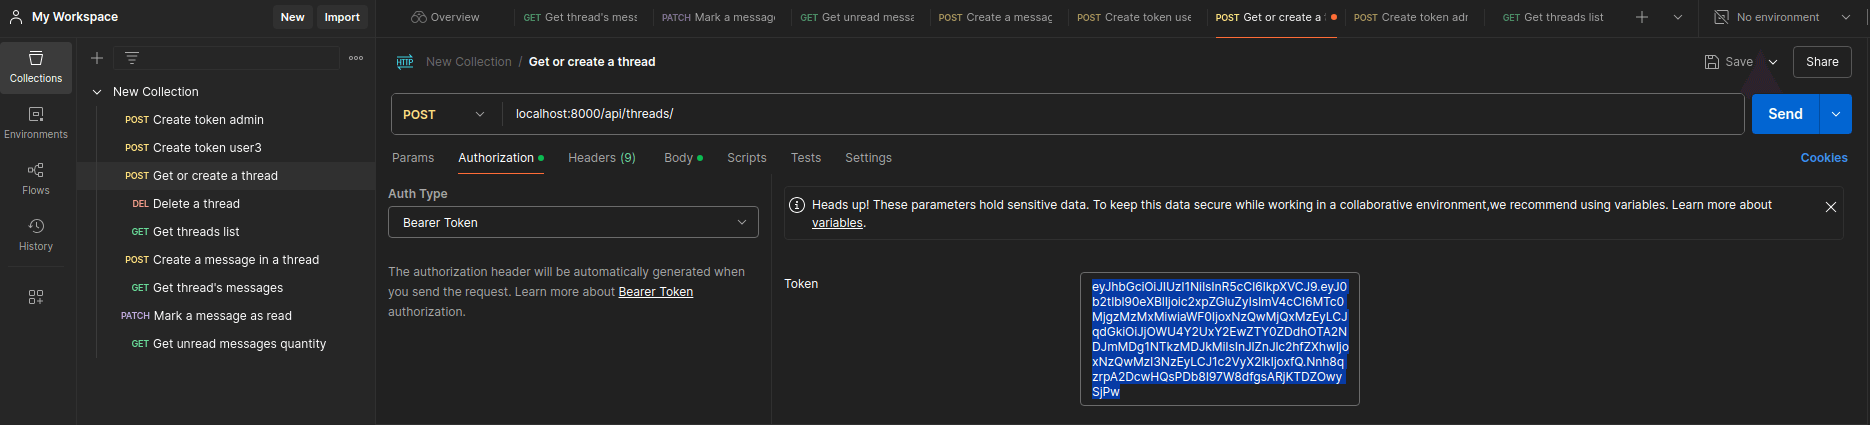 My Workspace
New
Import
Overview
GET Get thread's mess
PATCH Mark a message
GET Get unread messa
POST Create a messag
POST Create token use
POST Get or create a
POST Create token adr
GET Get threads list
No environment
Collections
Environments
Flows
History
New Collection
POST Create token admin
POST Create token user3
POST Get or create a thread
DEL Delete a thread
GET Get threads list
POST Create a message in a thread
GET Get thread's messages
PATCH Mark a message as read
GET Get unread messages quantity
HTTP New Collection / Get or create a thread
Save
Share
POST
localhost:8000/api/threads/
Send
Params
Authorization
Headers (9)
Body
Scripts
Tests
Settings
Cookies
Auth Type
Bearer Token
The authorization header will be automatically generated when
you send the request. Learn more about Bearer Token
authorization.
Heads up! These parameters hold sensitive data. To keep this data secure while working in a collaborative environment,we recommend using variables. Learn more about
variables.
Token